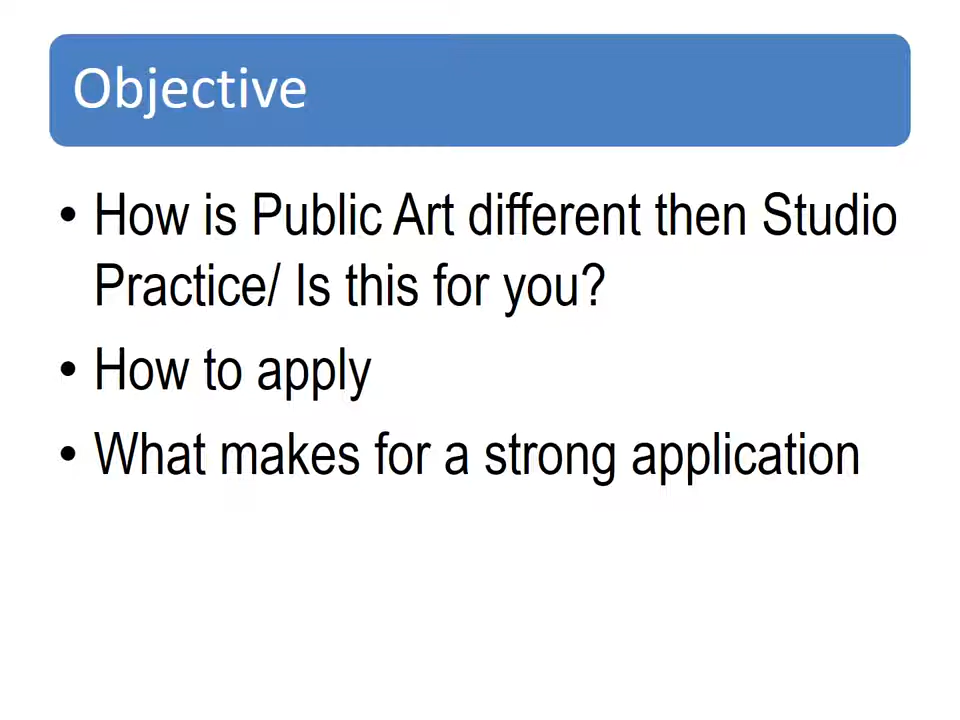 Objective
• How is Public Art different then Studio
Practice/ Is this for you?
• How to apply
• What makes for a strong application